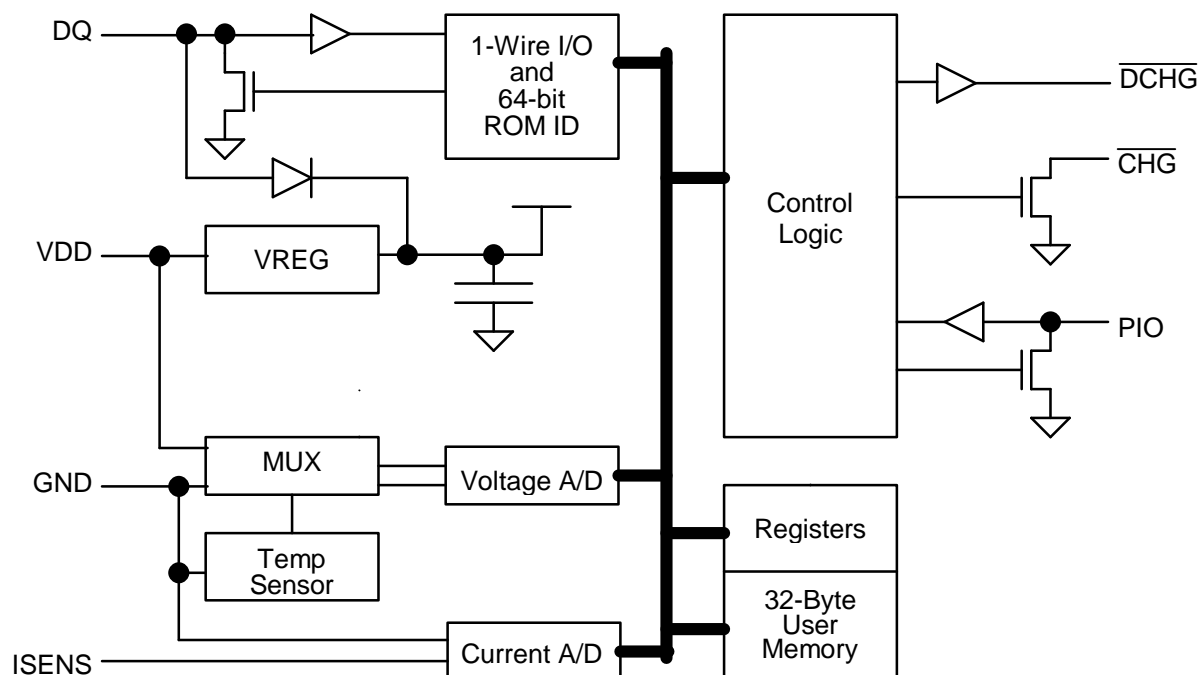 DQ
1-Wire I/O
and
64-bit
ROM ID
DCHG
CHG
Control
Logic
VDD
VREG
PIO
MUX
Voltage A/D
GND
Temp
Sensor
Registers
32-Byte
User
Memory
Current A/D
ISENS